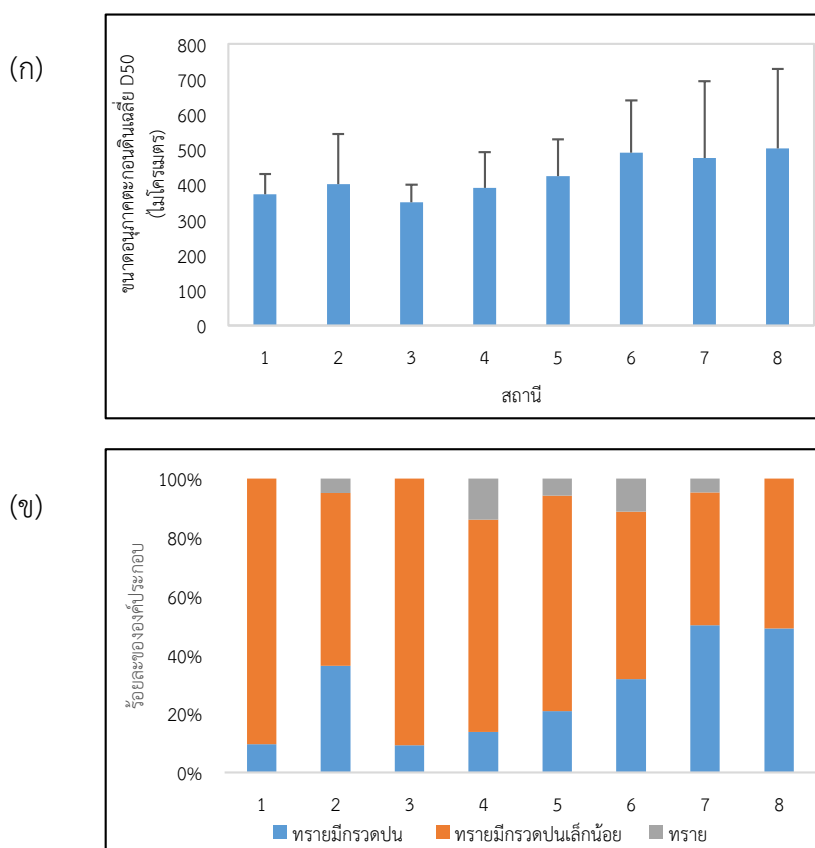 (ก)
ขนาดอนุภาคตะกอนดินเฉลี่ย D50
(ไมโครเมตร)
800
700
600
500
400
300
200
100
0
1 2 3 4 5 6 7 8
สถานี
(ข)
ร้อยละขององค์ประกอบ
100%
80%
60%
40%
20%
0%
1 2 3 4 5 6 7 8
ทรายมีกรวดปน ทรายมีกรวดปนเล็กน้อย ทราย